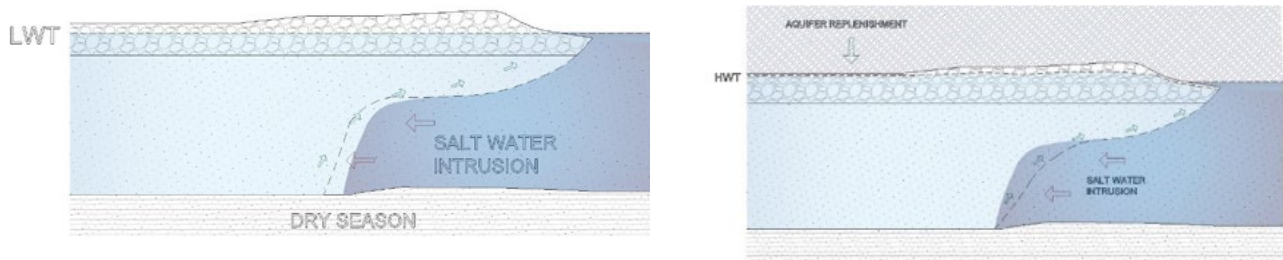 LWT
SALT WATER
INTRUSION
DRY SEASON
AQUIFER REPLENISHMENT
HWT
SALT WATER
INTRUSION